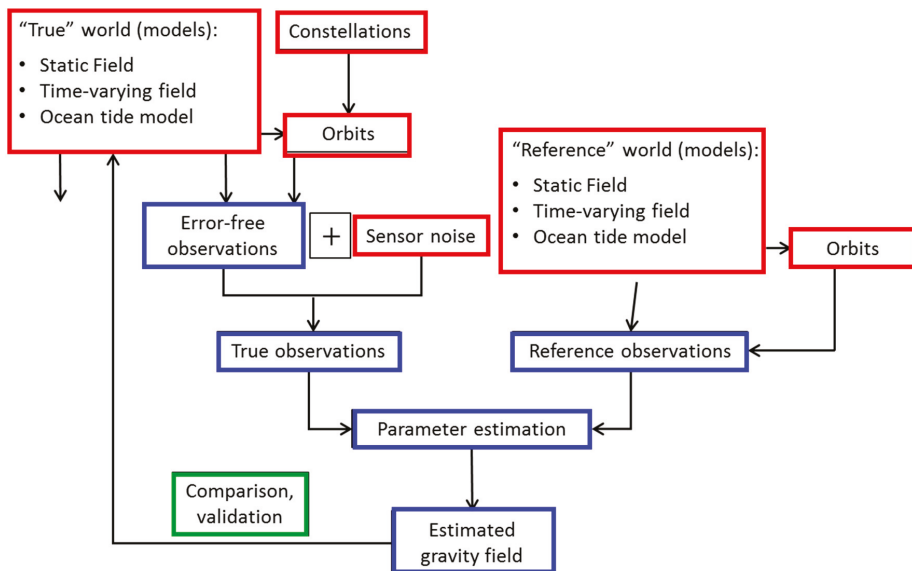 “True” world (models):
• Static Field
• Time-varying field
• Ocean tide model
Constellations
Orbits
“Reference” world (models):
• Static Field
• Time-varying field
• Ocean tide model
Orbits
Error-free
observations
+
Sensor noise
True observations
Reference observations
Parameter estimation
Comparison,
validation
Estimated
gravity field